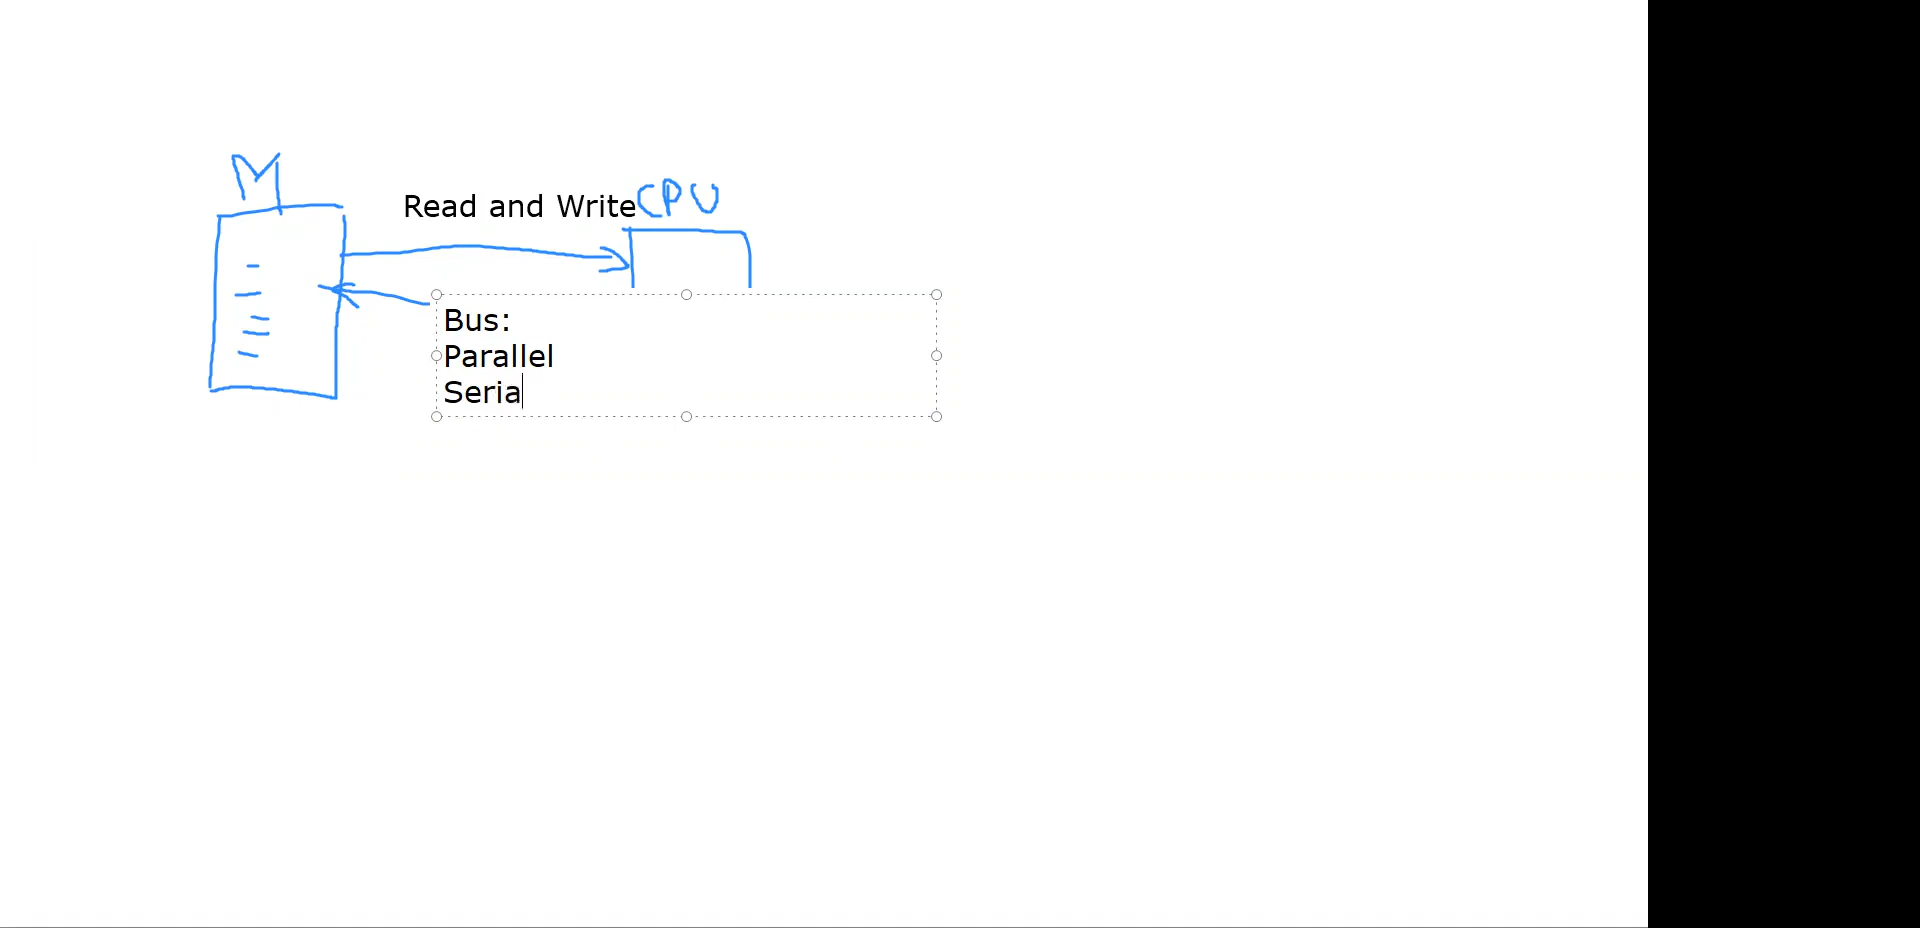 M
Read and Write
CPU
Bus:
Parallel
Seria